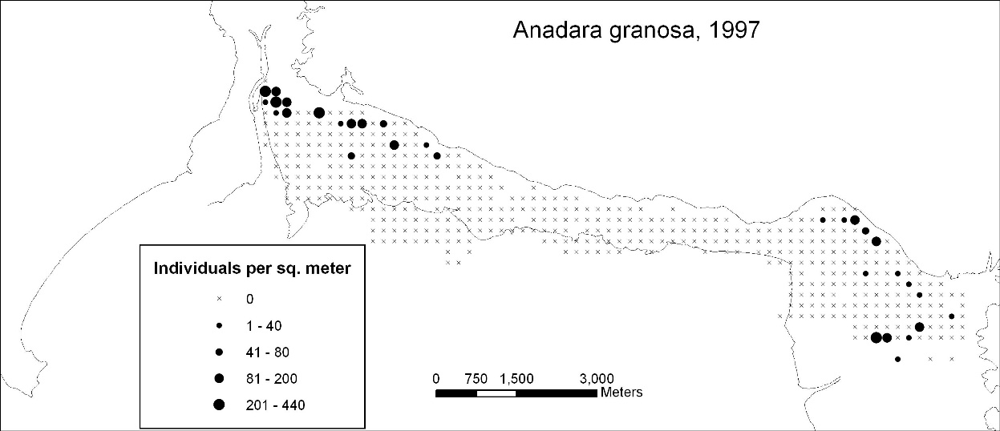 Anadara granosa, 1997
Individuals per sq. meter
0
1 - 40
41 - 80
81 - 200
201 - 440
0 750 1,500 3,000
Meters